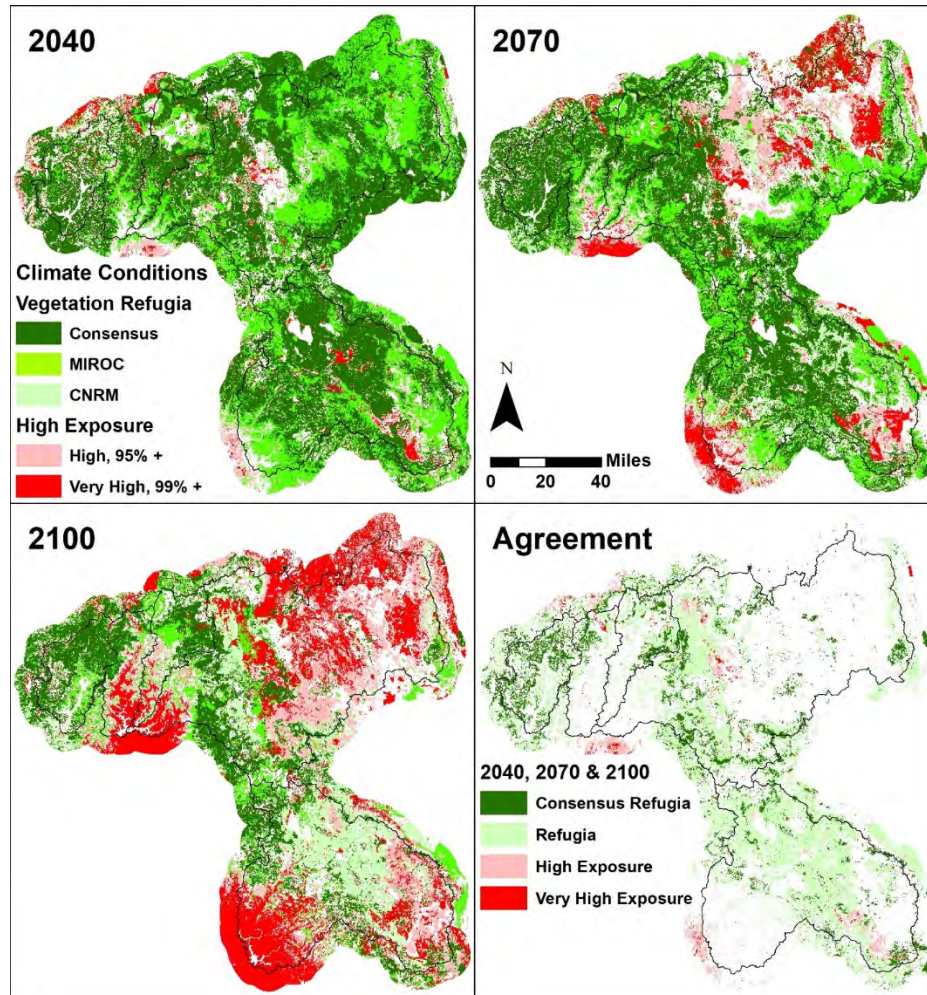 2040
2070
Climate Conditions
Vegetation Refugia
Consensus
MIROC
CNRM
High Exposure
High, 95% +
Very High, 99% +
N
Miles
0 20 40
2100
Agreement
2040, 2070 & 2100
Consensus Refugia
Refugia
High Exposure
Very High Exposure